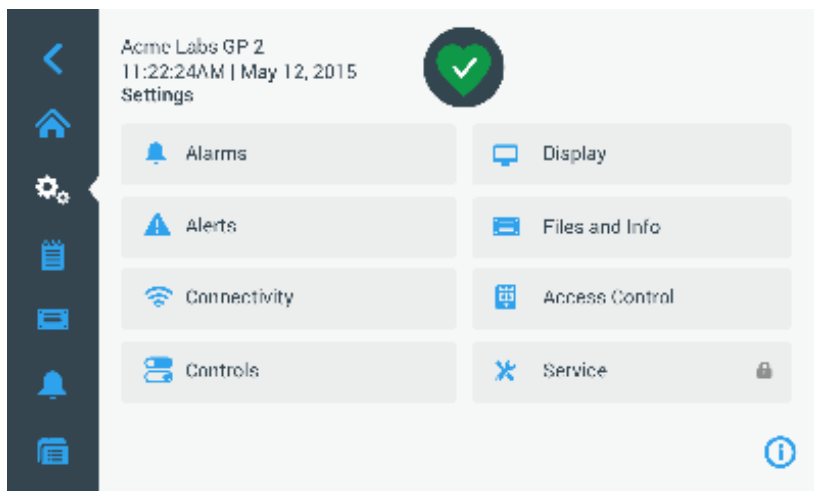 Acme Labs GP 2
11:22:24AM | May 12, 2015
Settings
Alarms
Display
Alerts
Files and Info
Connectivity
Access Control
Controls
Service